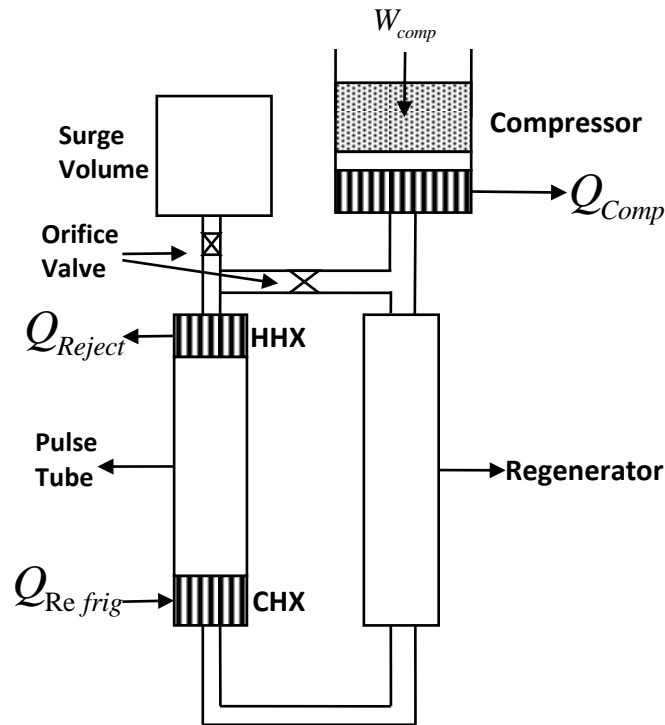 W_comp
Surge
Volume
Compressor
Q_Comp
Orifice
Valve
Q_Reject
HHX
Pulse
Tube
Regenerator
Q_Re frig
CHX